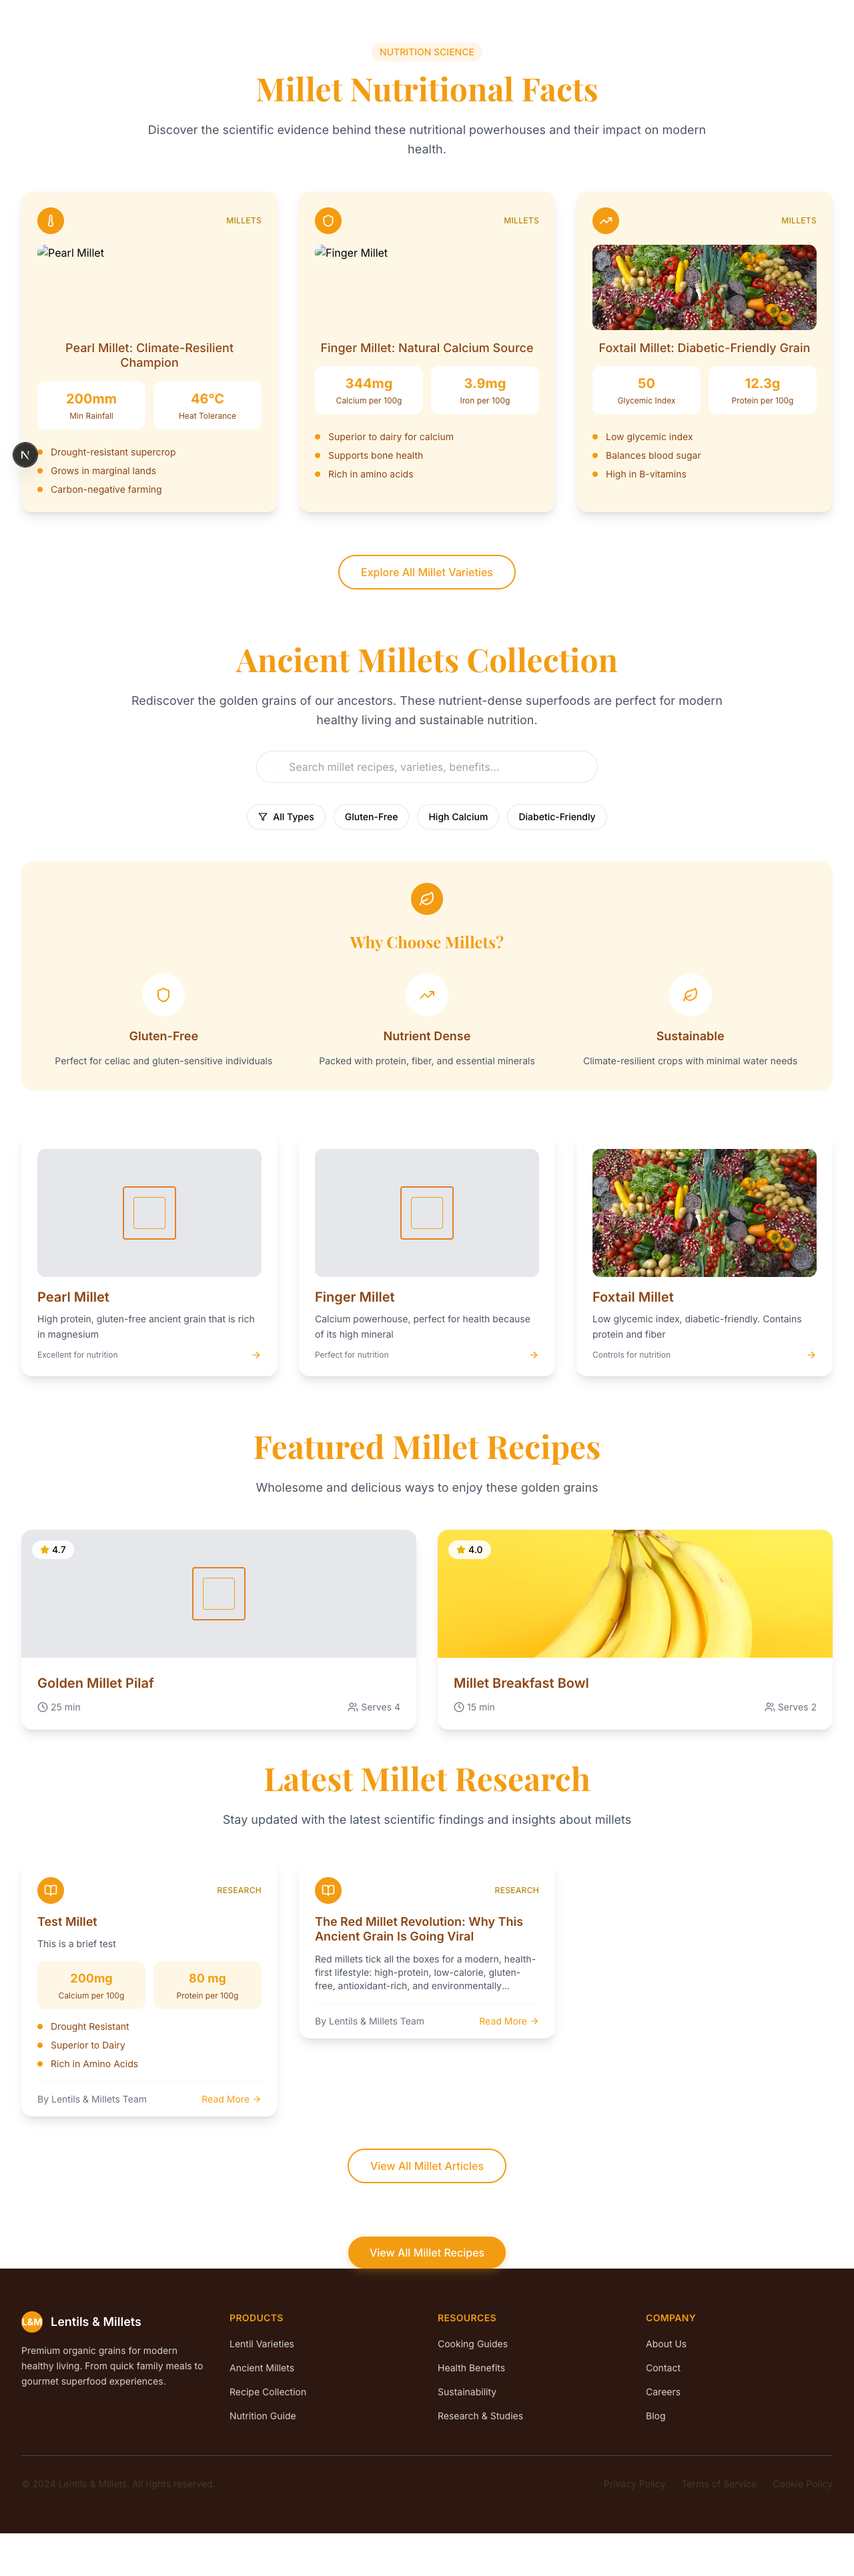 NUTRITION SCIENCE
Millet Nutritional Facts
Discover the scientific evidence behind these nutritional powerhouses and their impact on modern
health.
MILLETS
Pearl Millet
Pearl Millet: Climate-Resilient
Champion
200mm
Min Rainfall
46°C
Heat Tolerance
Drought-resistant supercrop
Grows in marginal lands
Carbon-negative farming
N
MILLETS
Finger Millet
Finger Millet: Natural Calcium Source
344mg
Calcium per 100g
3.9mg
Iron per 100g
Superior to dairy for calcium
Supports bone health
Rich in amino acids
MILLETS
Foxtail Millet: Diabetic-Friendly Grain
50
Glycemic Index
12.3g
Protein per 100g
Low glycemic index
Balances blood sugar
High in B-vitamins
Explore All Millet Varieties
Ancient Millets Collection
Rediscover the golden grains of our ancestors. These nutrient-dense superfoods are perfect for modern
healthy living and sustainable nutrition.
Search millet recipes, varieties, benefits...
All Types
Gluten-Free
High Calcium
Diabetic-Friendly
Why Choose Millets?
Gluten-Free
Perfect for celiac and gluten-sensitive individuals
Nutrient Dense
Packed with protein, fiber, and essential minerals
Sustainable
Climate-resilient crops with minimal water needs
Pearl Millet
High protein, gluten-free ancient grain that is rich
in magnesium
Excellent for nutrition
Finger Millet
Calcium powerhouse, perfect for health because
of its high mineral
Perfect for nutrition
Foxtail Millet
Low glycemic index, diabetic-friendly. Contains
protein and fiber
Controls for nutrition
Featured Millet Recipes
Wholesome and delicious ways to enjoy these golden grains
4.7
Golden Millet Pilaf
25 min
Serves 4
4.0
Millet Breakfast Bowl
15 min
Serves 2
Latest Millet Research
Stay updated with the latest scientific findings and insights about millets
RESEARCH
Test Millet
This is a brief test
200mg
Calcium per 100g
80 mg
Protein per 100g
Drought Resistant
Superior to Dairy
Rich in Amino Acids
By Lentils & Millets Team
Read More
RESEARCH
The Red Millet Revolution: Why This
Ancient Grain Is Going Viral
Red millets tick all the boxes for a modern, health-
first lifestyle: high-protein, low-calorie, gluten-
free, antioxidant-rich, and environmentally...
By Lentils & Millets Team
Read More
View All Millet Articles
View All Millet Recipes
L&M
Lentils & Millets
Premium organic grains for modern
healthy living. From quick family meals to
gourmet superfood experiences.
PRODUCTS
Lentil Varieties
Ancient Millets
Recipe Collection
Nutrition Guide
RESOURCES
Cooking Guides
Health Benefits
Sustainability
Research & Studies
COMPANY
About Us
Contact
Careers
Blog
© 2024 Lentils & Millets. All rights reserved.
Privacy Policy
Terms of Service
Cookie Policy